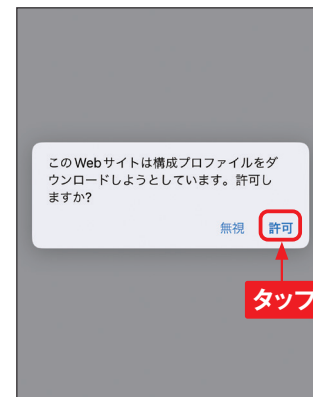 このWebサイトは構成プロファイルをダ
ウンロードしようとしています。許可し
ますか?
無視 許可
タップ